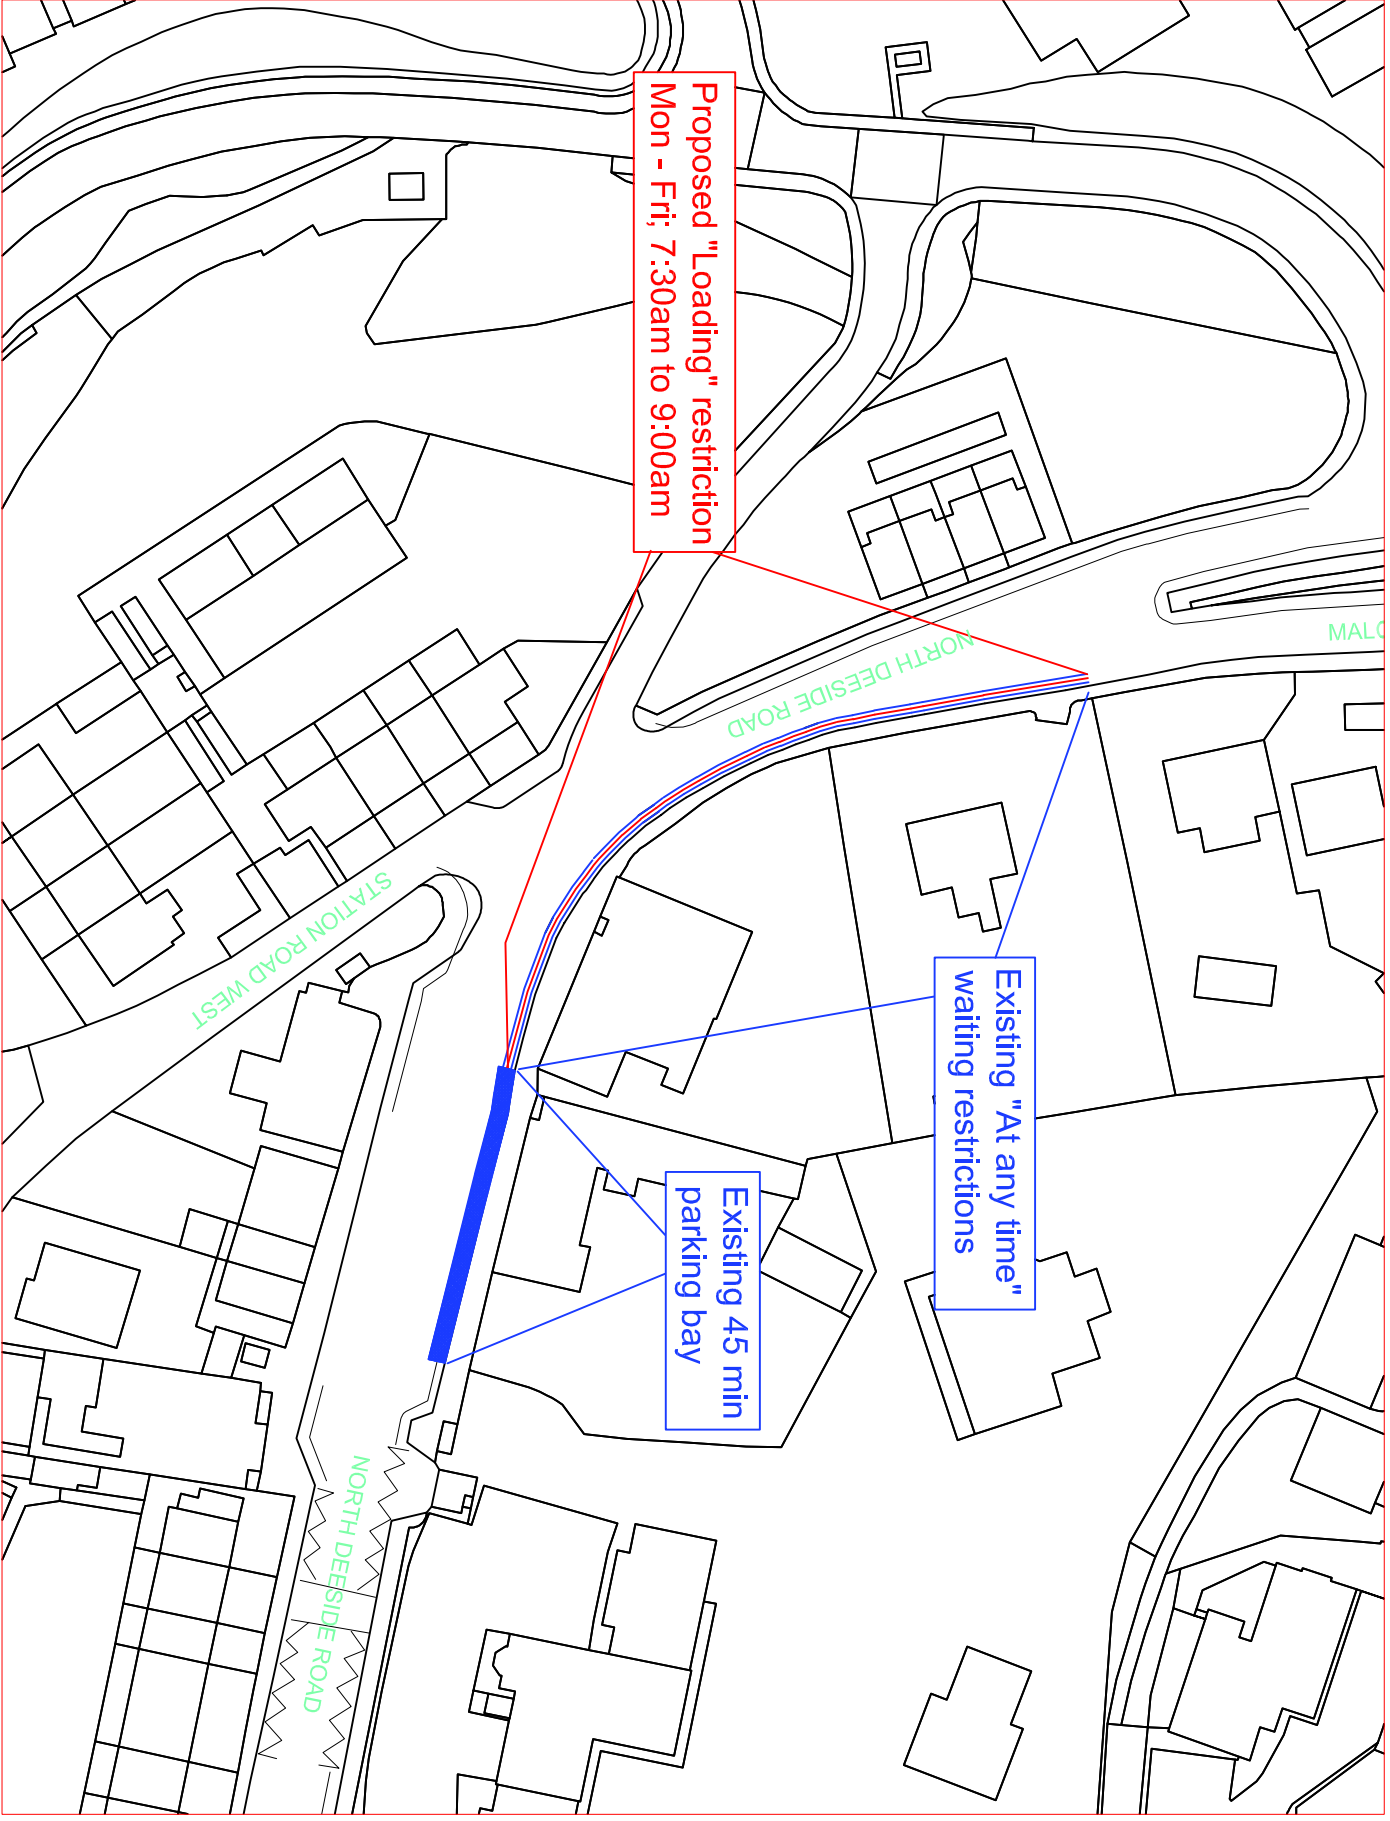 Proposed "Loading" restriction
Mon - Fri; 7:30am to 9:00am
NORTH DEESIDE ROAD
MALC
STATION ROAD WEST
Existing "At any time"
waiting restrictions
Existing 45 min
parking bay
NORTH DEESIDE ROAD